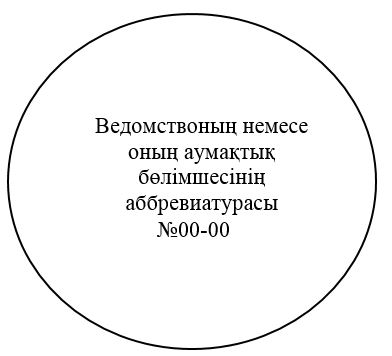 Ведомствоның немесе
оның аумақтық
бөлімшесінің
аббревиатурасы
№00-00